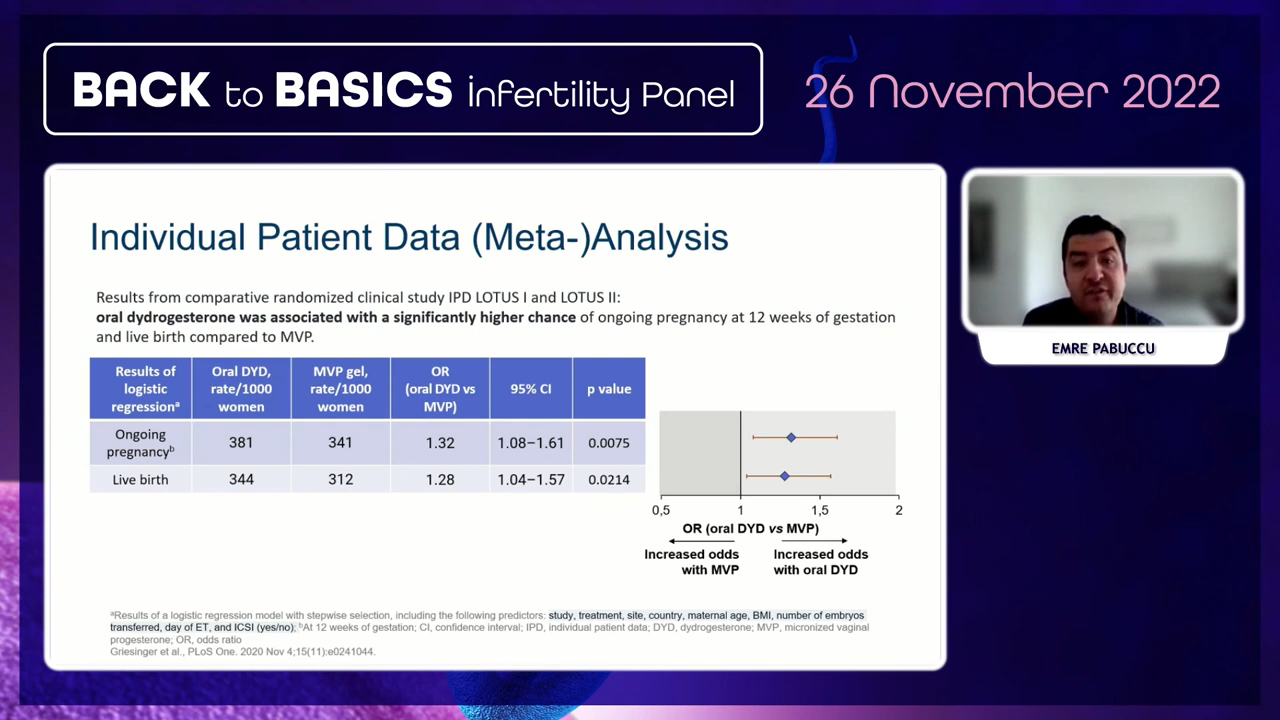 BACK to BASICS infertility Panel
26 November 2022
Individual Patient Data (Meta-)Analysis
Results from comparative randomized clinical study IPD LOTUS I and LOTUS II:
oral dydrogesterone was associated with a significantly higher chance of ongoing pregnancy at 12 weeks of gestation
and live birth compared to MVP.
Results of logistic regressionᵃ
Oral DYD, rate/1000 women
MVP gel, rate/1000 women
OR (oral DYD vs MVP)
95% CI
p value
Ongoing pregnancyᵇ 381 341 1.32 1.08–1.61 0.0075
Live birth 344 312 1.28 1.04–1.57 0.0214
0,5 1 1,5 2
OR (oral DYD vs MVP)
Increased odds
with MVP
Increased odds
with oral DYD
ᵃResults of a logistic regression model with stepwise selection, including the following predictors: study, treatment, site, country, maternal age, BMI, number of embryos
transferred, day of ET, and ICSI (yes/no); ᵇAt 12 weeks of gestation; CI, confidence interval; IPD, individual patient data; DYD, dydrogesterone; MVP, micronized vaginal
progesterone; OR, odds ratio
Griesinger et al., PLoS One. 2020 Nov 4;15(11):e0241044.
EMRE PABUCCU